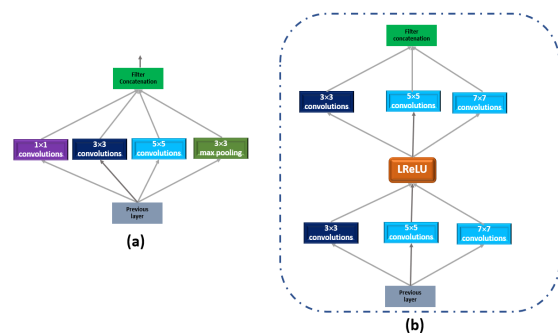 Filter
Concatenation
1×1
convolutions
3×3
convolutions
5×5
convolutions
3×3
max pooling
Previous
layer
(a)
Filter
concatenation
3×3
convolutions
5×5
convolutions
7×7
convolutions
LReLU
3×3
convolutions
5×5
convolutions
7×7
convolutions
Previous
layer
(b)